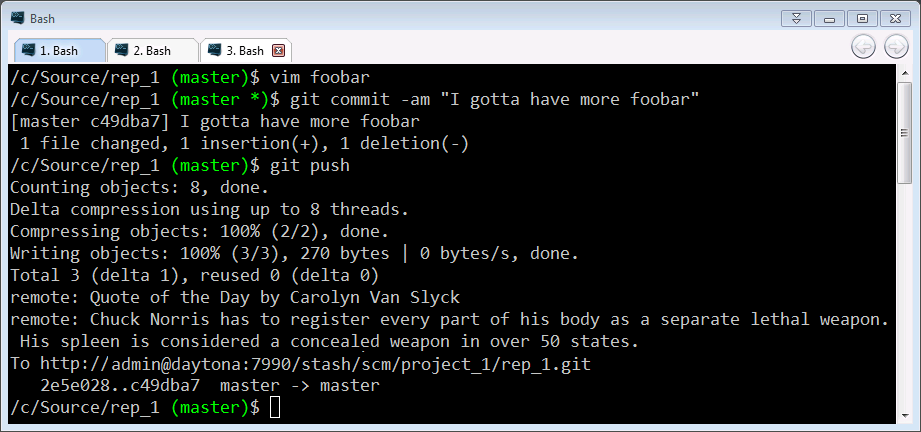 Bash
1. Bash
2. Bash
3. Bash
/c/Source/rep_1 (master)$ vim foobar
/c/Source/rep_1 (master *)$ git commit -am "I gotta have more foobar"
[master c49dba7] I gotta have more foobar
 1 file changed, 1 insertion(+), 1 deletion(-)
/c/Source/rep_1 (master)$ git push
Counting objects: 8, done.
Delta compression using up to 8 threads.
Compressing objects: 100% (2/2), done.
Writing objects: 100% (3/3), 270 bytes | 0 bytes/s, done.
Total 3 (delta 1), reused 0 (delta 0)
remote: Quote of the Day by Carolyn Van Slyck
remote: Chuck Norris has to register every part of his body as a separate lethal weapon.
 His spleen is considered a concealed weapon in over 50 states.
To http://admin@daytona:7990/stash/scm/project_1/rep_1.git
   2e5e028..c49dba7  master -> master
/c/Source/rep_1 (master)$